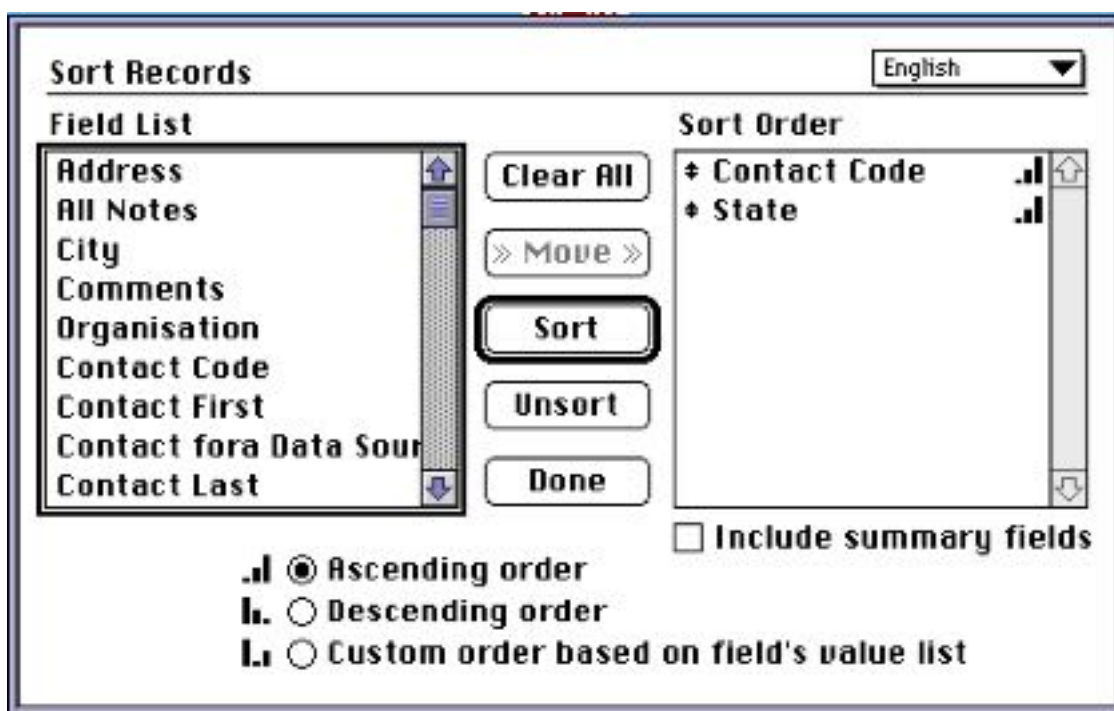 Sort Records
English
Field List
Address
All Notes
City
Comments
Organisation
Contact Code
Contact First
Contact fora Data Sour
Contact Last
Clear All
» Move »
Sort
Unsort
Done
Sort Order
Contact Code
State
Include summary fields
Ascending order
Descending order
Custom order based on field's value list